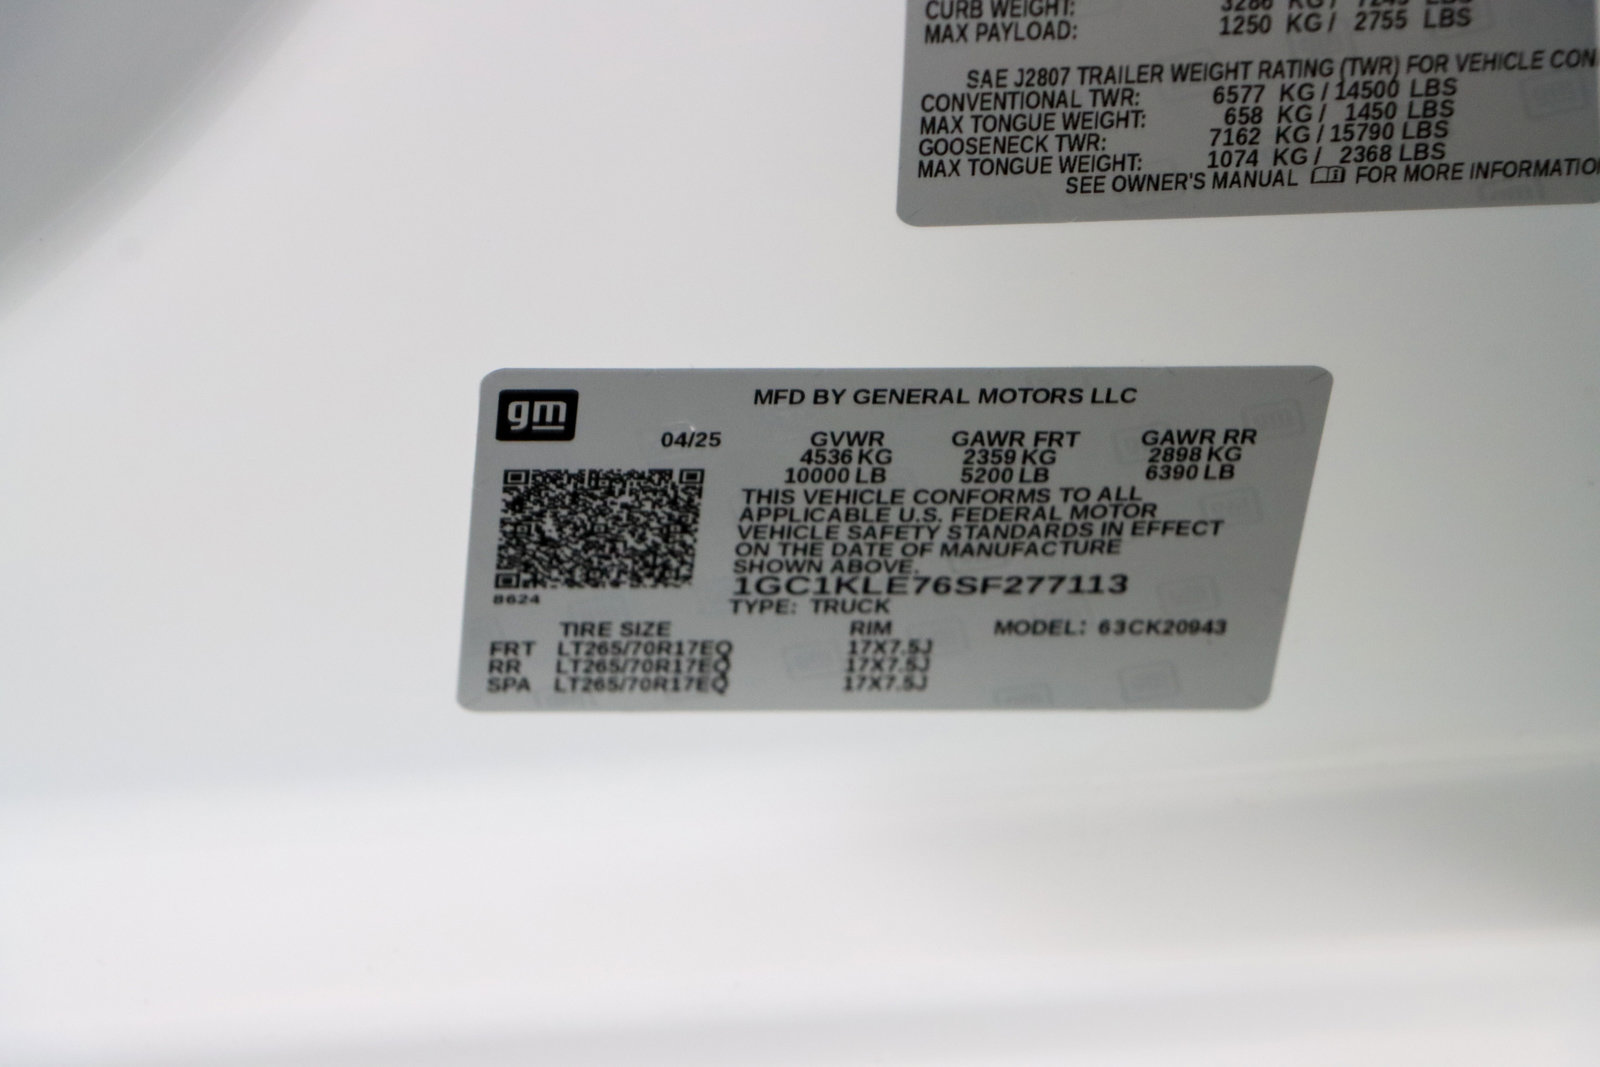 CURB WEIGHT: 3286 KG / LBS
MAX PAYLOAD: 1250 KG / 2755 LBS
SAE J2807 TRAILER WEIGHT RATING (TWR) FOR VEHICLE CON
CONVENTIONAL TWR: 6577 KG / 14500 LBS
MAX TONGUE WEIGHT: 658 KG / 1450 LBS
GOOSENECK TWR: 7162 KG / 15790 LBS
MAX TONGUE WEIGHT: 1074 KG / 2368 LBS
SEE OWNER'S MANUAL FOR MORE INFORMATIO
gm
MFD BY GENERAL MOTORS LLC
04/25 GVWR GAWR FRT GAWR RR
4536 KG 2359 KG 2898 KG
10000 LB 5200 LB 6390 LB
THIS VEHICLE CONFORMS TO ALL
APPLICABLE U.S. FEDERAL MOTOR
VEHICLE SAFETY STANDARDS IN EFFECT
ON THE DATE OF MANUFACTURE
SHOWN ABOVE.
1GC1KLE76SF277113
8624
TYPE: TRUCK
TIRE SIZE RIM MODEL: 63CK20943
FRT LT265/70R17EQ 17X7.5J
RR LT265/70R17EQ 17X7.5J
SPA LT265/70R17EQ 17X7.5J